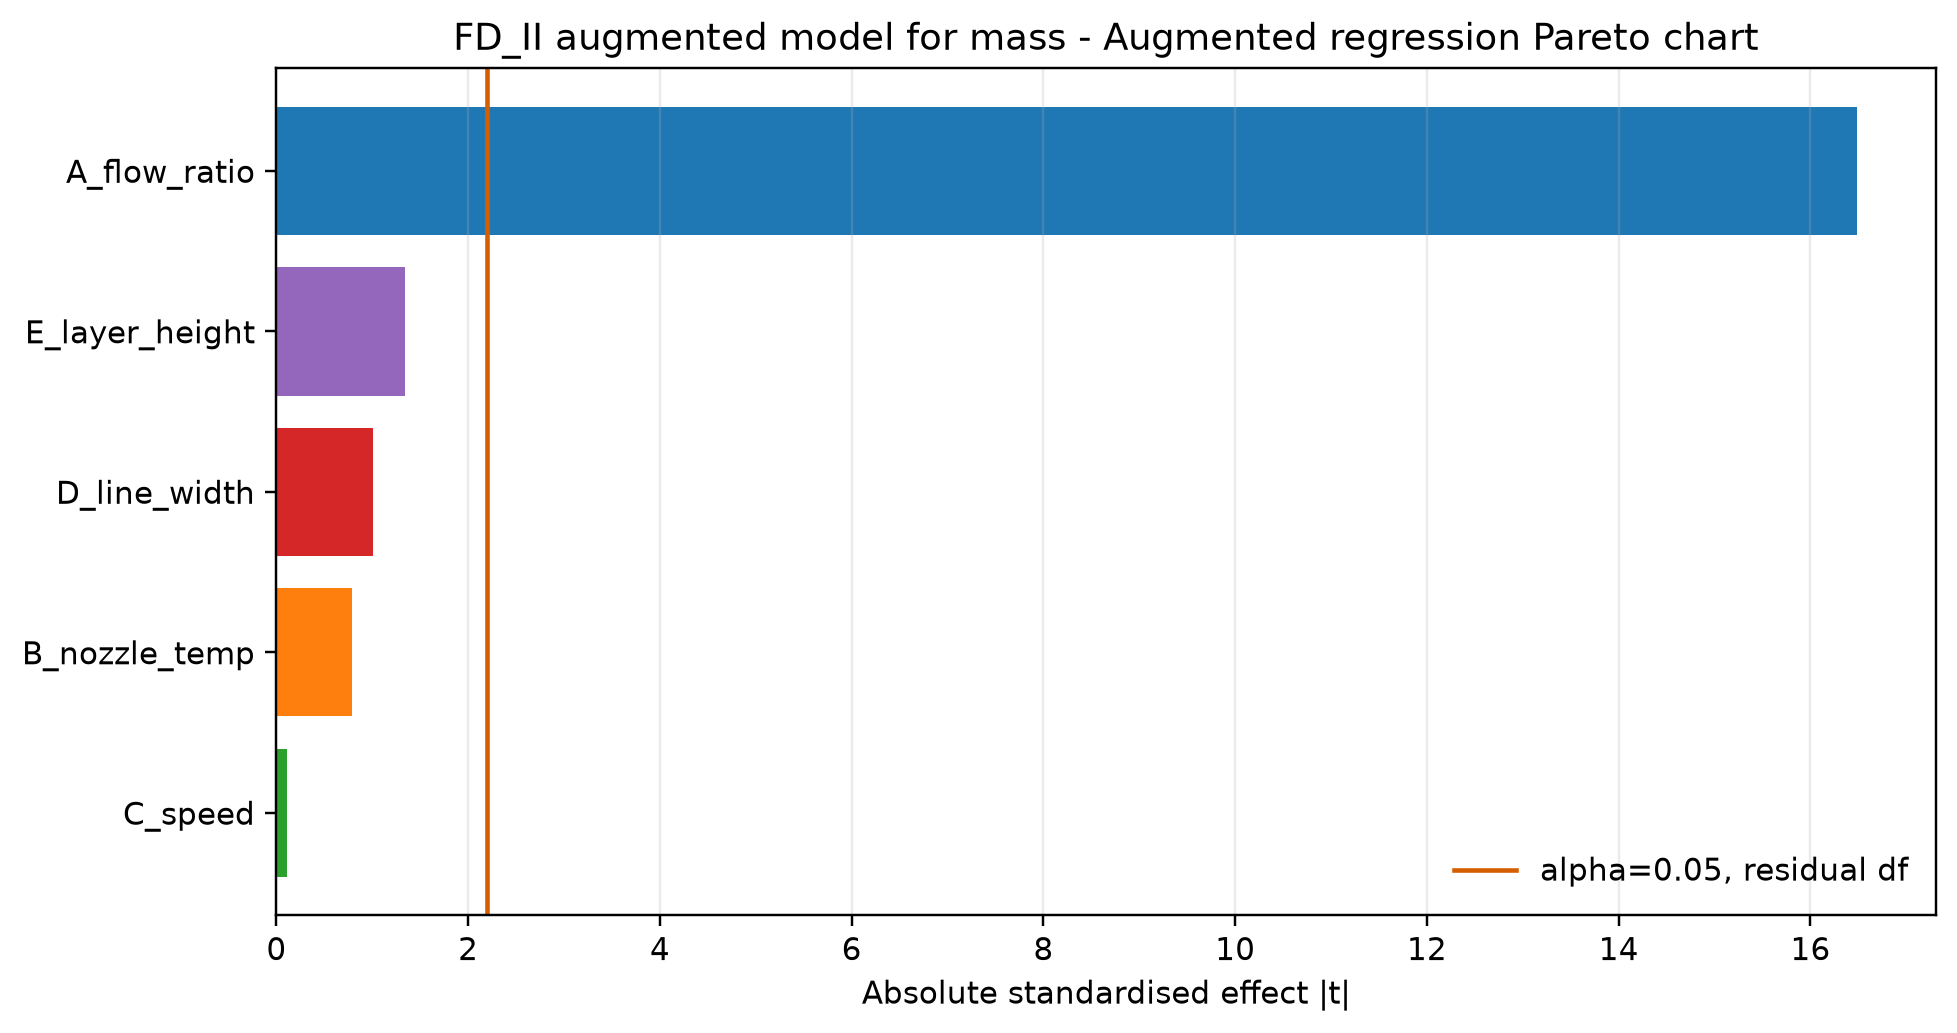 FD_II augmented model for mass - Augmented regression Pareto chart
A_flow_ratio
E_layer_height
D_line_width
B_nozzle_temp
C_speed
alpha=0.05, residual df
0 2 4 6 8 10 12 14 16
Absolute standardised effect |t|